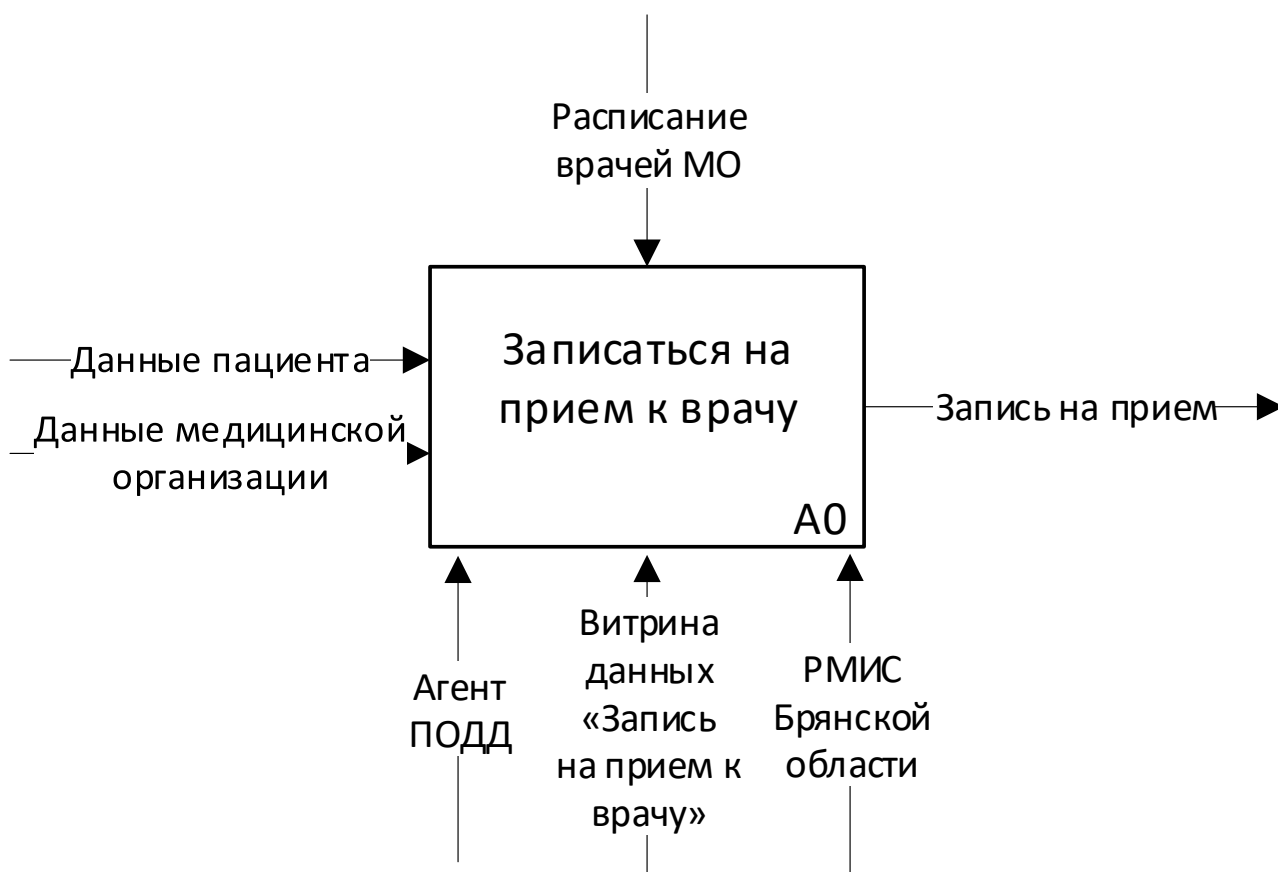 Расписание
врачей МО
Записаться на
прием к врачу
А0
Данные пациента
Данные медицинской
организации
Запись на прием
Агент
ПОДД
Витрина
данных
«Запись
на прием к
врачу»
РМИС
Брянской
области